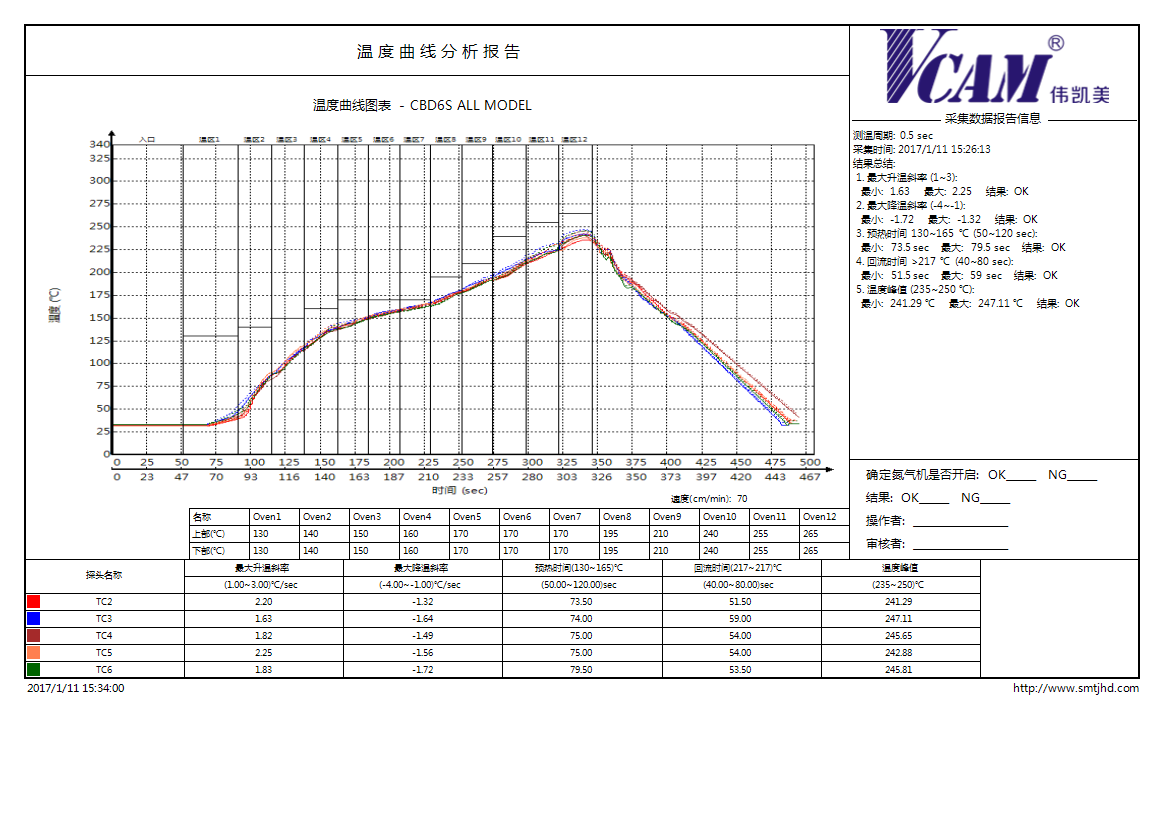 温度曲线分析报告
VCAM® 伟凯美
温度曲线图表 - CBD6S ALL MODEL
采集数据报告信息
测温周期: 0.5 sec
采集时间: 2017/1/11 15:26:13
结果总结:
1. 最大升温斜率 (1~3):
最小: 1.63 最大: 2.25 结果: OK
2. 最大降温斜率 (-4~-1):
最小: -1.72 最大: -1.32 结果: OK
3. 预热时间 130~165 ℃ (50~120 sec):
最小: 73.5 sec 最大: 79.5 sec 结果: OK
4. 回流时间 >217 ℃ (40~80 sec):
最小: 51.5 sec 最大: 59 sec 结果: OK
5. 温度峰值 (235~250 ℃):
最小: 241.29 ℃ 最大: 247.11 ℃ 结果: OK
入口 温区1 温区2 温区3 温区4 温区5 温区6 温区7 温区8 温区9 温区10 温区11 温区12
340
325
300
275
250
225
200
175
150
125
100
75
50
25
0
温度 (℃)
0 25 50 75 100 125 150 175 200 225 250 275 300 325 350 375 400 425 450 475 500
0 23 47 70 93 116 140 163 187 210 233 257 280 303 326 350 373 397 420 443 467
时间 (sec)
速度(cm/min): 70
确定氮气机是否开启: OK_____ NG_____
结果: OK_____ NG_____
操作者: ________________
审核者: ________________
名称 Oven1 Oven2 Oven3 Oven4 Oven5 Oven6 Oven7 Oven8 Oven9 Oven10 Oven11 Oven12
上部(℃) 130 140 150 160 170 170 170 195 210 240 255 265
下部(℃) 130 140 150 160 170 170 170 195 210 240 255 265
探头名称 最大升温斜率 最大降温斜率 预热时间(130~165)℃ 回流时间(217~217)℃ 温度峰值
(1.00~3.00)℃/sec (-4.00~-1.00)℃/sec (50.00~120.00)sec (40.00~80.00)sec (235~250)℃
TC2 2.20 -1.32 73.50 51.50 241.29
TC3 1.63 -1.64 74.00 59.00 247.11
TC4 1.82 -1.49 75.00 54.00 245.65
TC5 2.25 -1.56 75.00 54.00 242.88
TC6 1.83 -1.72 79.50 53.50 245.81
2017/1/11 15:34:00
http://www.smtjhd.com